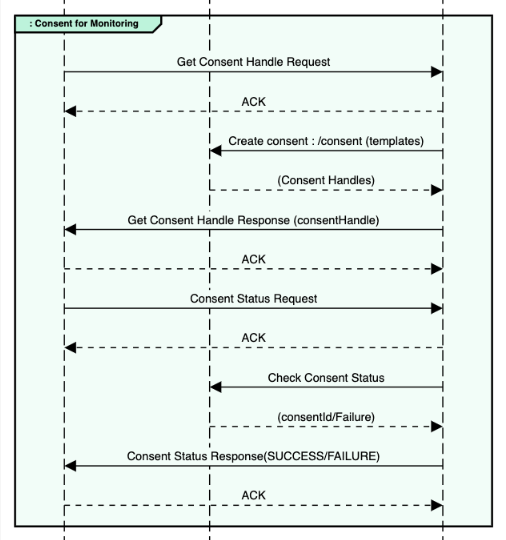 : Consent for Monitoring
Get Consent Handle Request
ACK
Create consent : /consent (templates)
(Consent Handles)
Get Consent Handle Response (consentHandle)
ACK
Consent Status Request
ACK
Check Consent Status
(consentId/Failure)
Consent Status Response(SUCCESS/FAILURE)
ACK